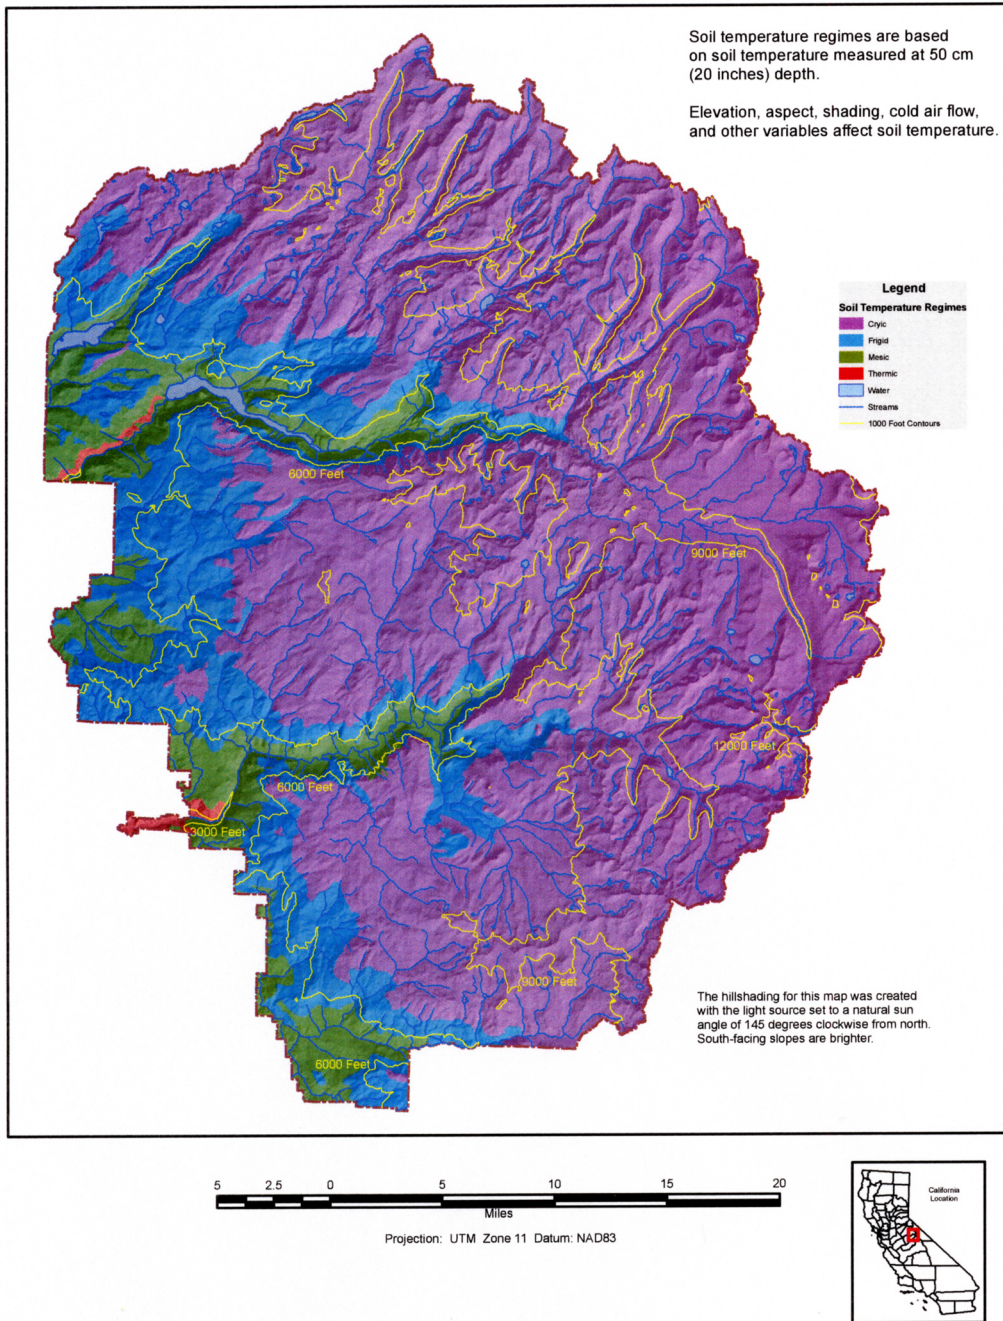 Soil temperature regimes are based
on soil temperature measured at 50 cm
(20 inches) depth.
Elevation, aspect, shading, cold air flow,
and other variables affect soil temperature.
Legend
Soil Temperature Regimes
Cryic
Frigid
Mesic
Thermic
Water
Streams
1000 Foot Contours
6000 Feet
9000 Feet
12000 Feet
6000 Feet
3000 Feet
9000 Feet
6000 Feet
The hillshading for this map was created
with the light source set to a natural sun
angle of 145 degrees clockwise from north.
South-facing slopes are brighter.
5 2.5 0 5 10 15 20
Miles
Projection: UTM Zone 11 Datum: NAD83
California
Location